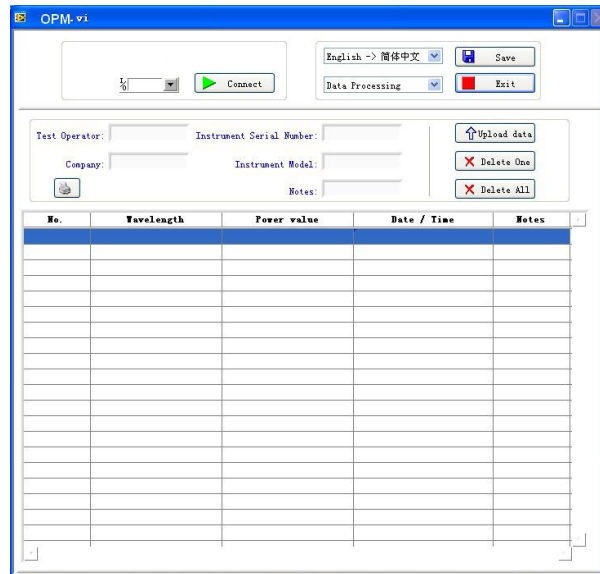 OPM.vi
English -> 简体中文
Save
I/O
Connect
Data Processing
Exit
Test Operator:
Instrument Serial Number:
Upload data
Company:
Instrument Model:
Delete One
Notes:
Delete All
No. Wavelength Power value Date / Time Notes